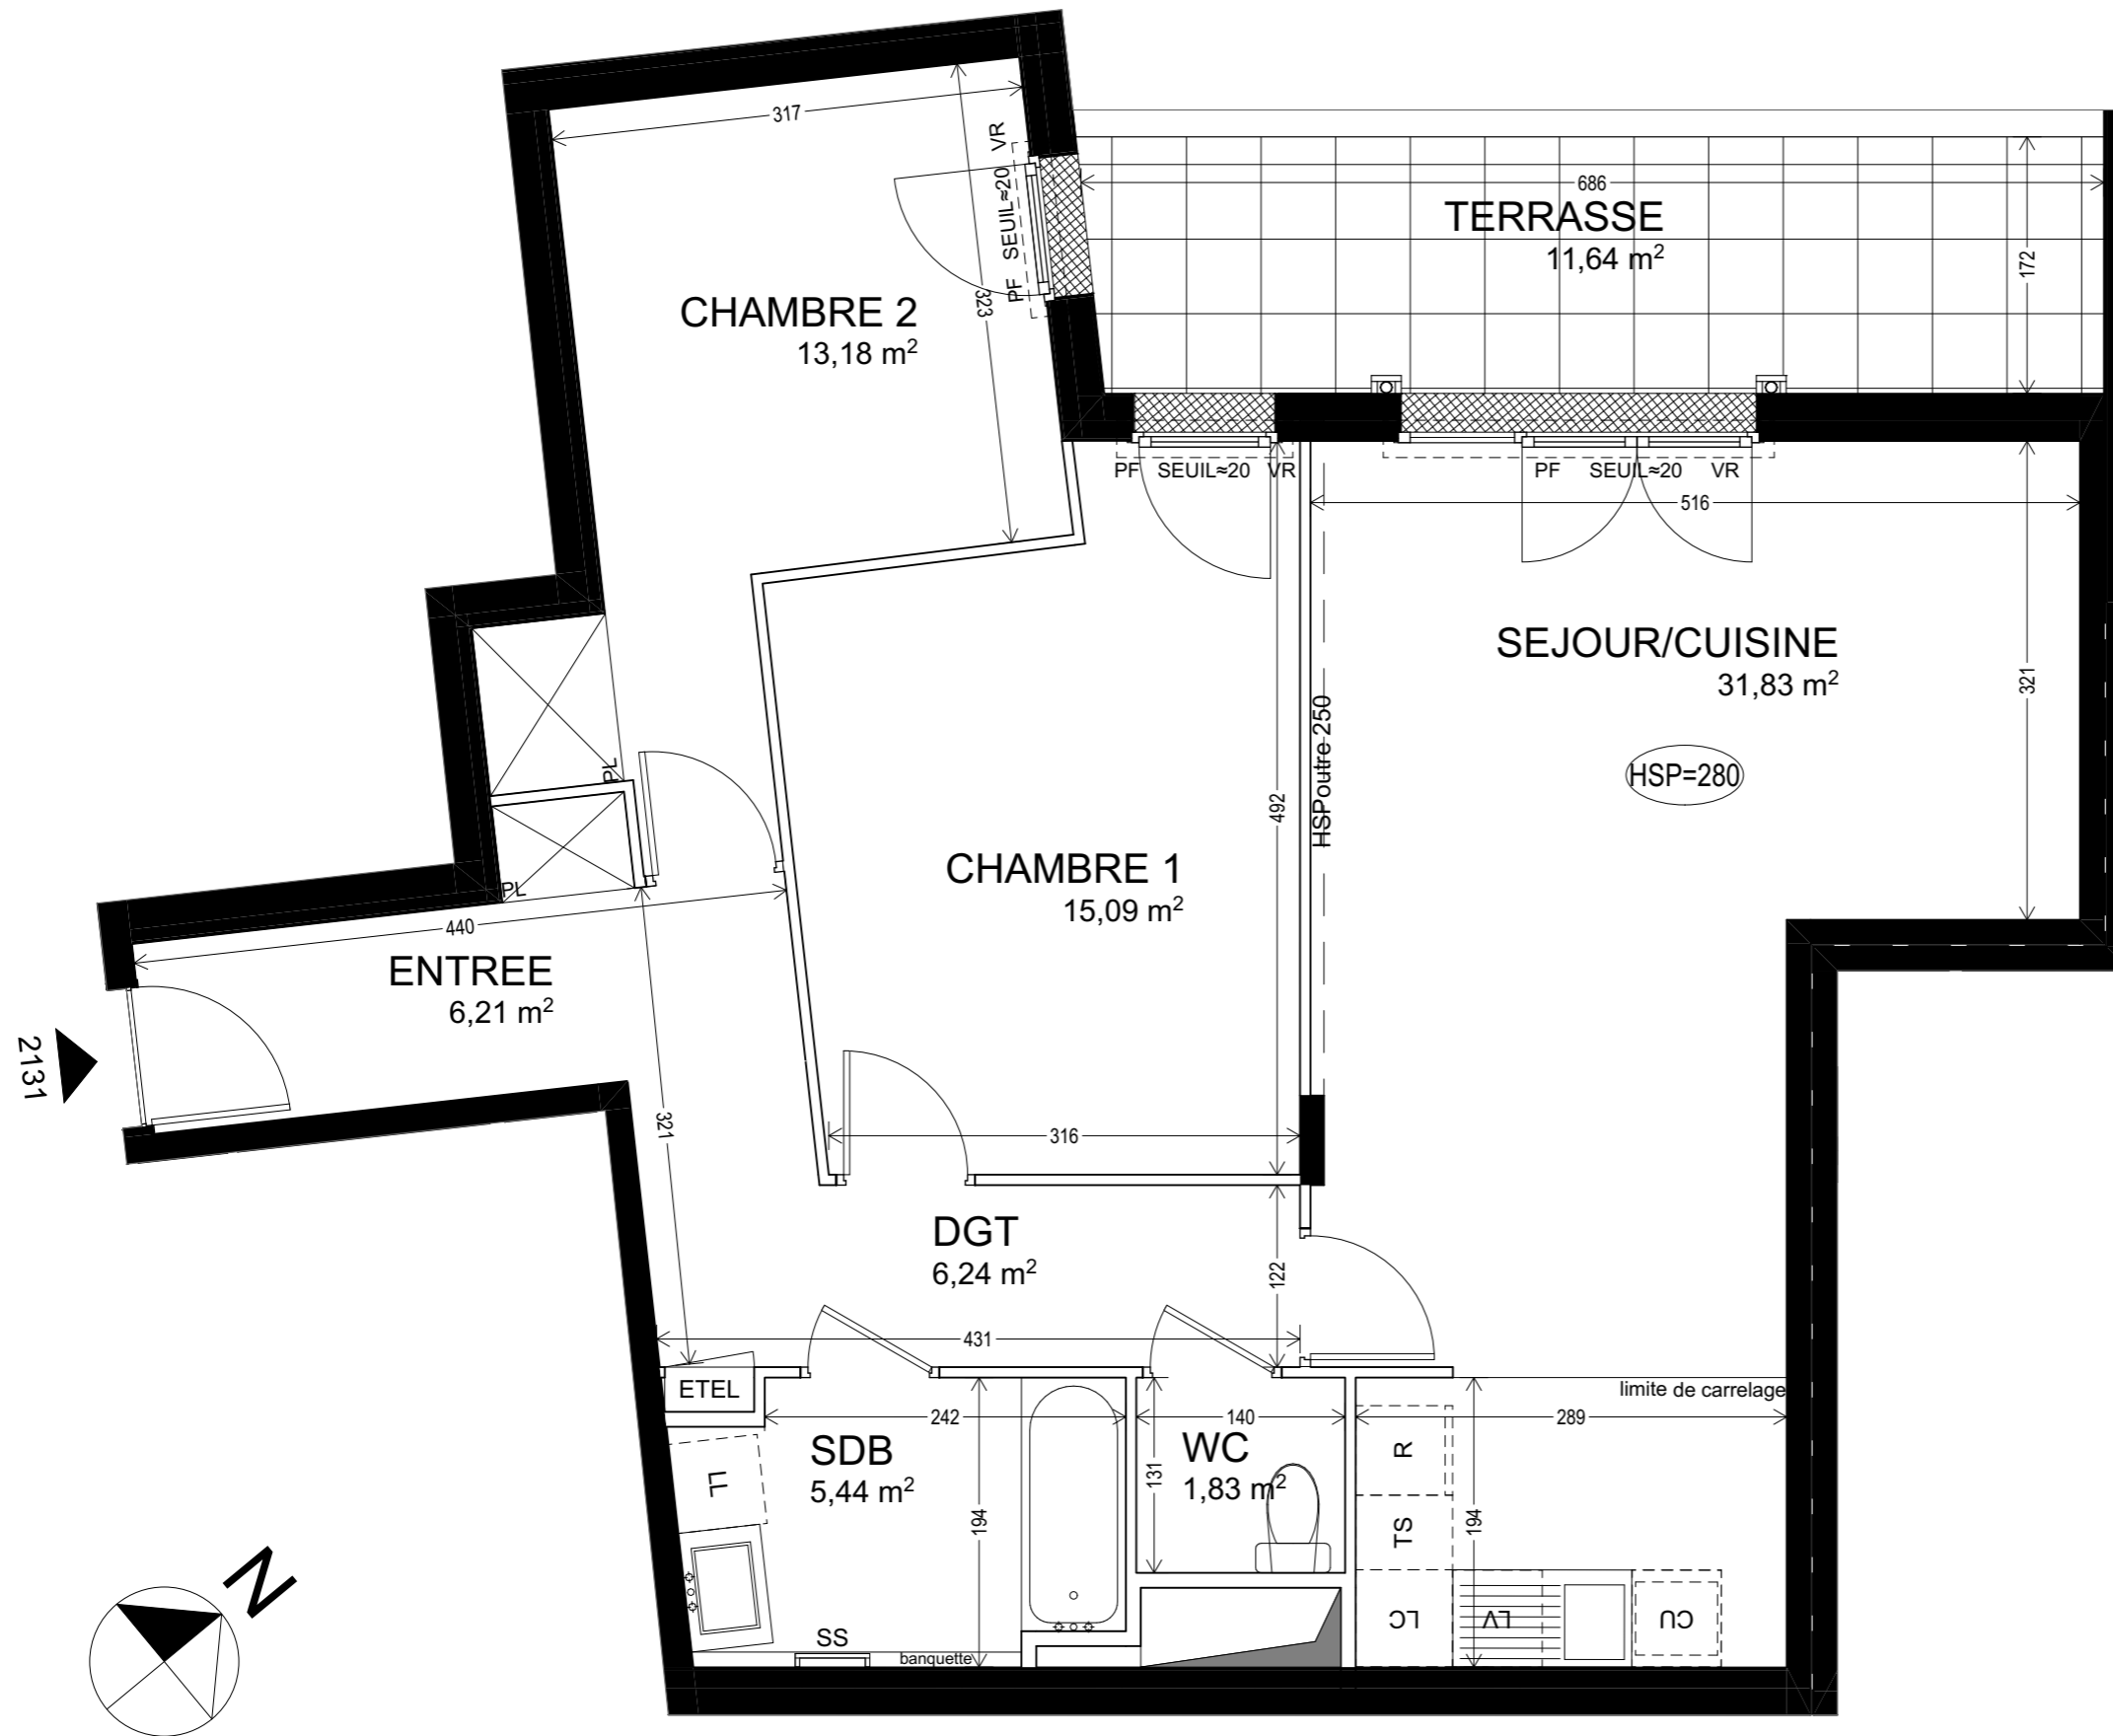 317
VR
SEUIL≈20
PF
323
CHAMBRE 2
13,18 m²
686
TERRASSE
11,64 m²
172
PF SEUIL≈20 VR
PF SEUIL≈20 VR
516
SEJOUR/CUISINE
31,83 m²
321
HSPoutre 250
HSP=280
492
PL
PL
CHAMBRE 1
15,09 m²
440
ENTREE
6,21 m²
2131
321
316
DGT
6,24 m²
122
431
ETEL
limite de carrelage
242
140
289
SDB
5,44 m²
WC
1,83 m²
131
194
194
LL
R
TS
LC
LV
CU
SS
banquette
N